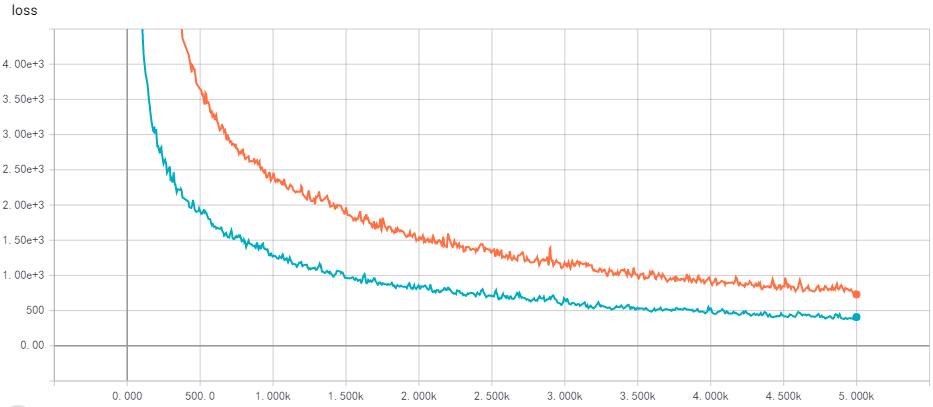 loss
4. 00e+3
3. 50e+3
3. 00e+3
2. 50e+3
2. 00e+3
1. 50e+3
1. 00e+3
500
0. 00
0. 000 500. 0 1. 000k 1. 500k 2. 000k 2. 500k 3. 000k 3. 500k 4. 000k 4. 500k 5. 000k